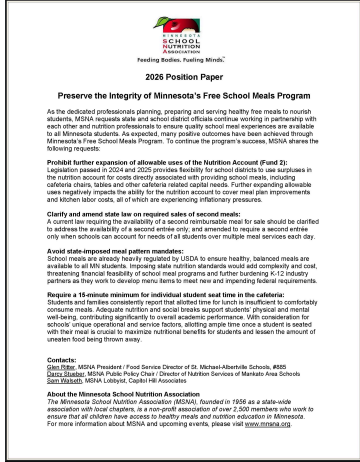 MINNESOTA
SCHOOL
NUTRITION
ASSOCIATION
Feeding Bodies. Fueling Minds.™
2026 Position Paper
Preserve the Integrity of Minnesota's Free School Meals Program
As the dedicated professionals planning, preparing and serving healthy free meals to nourish
students, MSNA requests state and school district officials continue working in partnership with
each other and nutrition professionals to ensure quality school meal experiences are available
to all Minnesota students. As expected, many positive outcomes have been achieved through
Minnesota's Free School Meals Program. To continue the program's success, MSNA shares the
following requests:
Prohibit further expansion of allowable uses of the Nutrition Account (Fund 2):
Legislation passed in 2024 and 2025 provides flexibility for school districts to use surpluses in
the nutrition account for costs directly associated with providing school meals, including
cafeteria chairs, tables and other cafeteria related capital needs. Further expanding allowable
uses negatively impacts the ability for the nutrition account to cover meal plan improvements
and kitchen labor costs, all of which are experiencing inflationary pressures.
Clarify and amend state law on required sales of second meals:
A current law requiring the availability of a second reimbursable meal for sale should be clarified
to address the availability of a second entrée only; and amended to require a second entrée
only when schools can account for needs of all students over multiple meal services each day.
Avoid state-imposed meal pattern mandates:
School meals are already heavily regulated by USDA to ensure healthy, balanced meals are
available to all MN students. Imposing state nutrition standards would add complexity and cost,
threatening financial feasibility of school meal programs and further burdening K-12 industry
partners as they work to develop menu items to meet new and impending federal requirements.
Require a 15-minute minimum for individual student seat time in the cafeteria:
Students and families consistently report that allotted time for lunch is insufficient to comfortably
consume meals. Adequate nutrition and social breaks support students' physical and mental
well-being, contributing significantly to overall academic performance. With consideration for
schools' unique operational and service factors, allotting ample time once a student is seated
with their meal is crucial to maximize nutritional benefits for students and lessen the amount of
uneaten food being thrown away.
Contacts:
Glen Ritter, MSNA President / Food Service Director of St. Michael-Albertville Schools, #885
Darcy Stueber, MSNA Public Policy Chair / Director of Nutrition Services of Mankato Area Schools
Sam Walseth, MSNA Lobbyist, Capitol Hill Associates
About the Minnesota School Nutrition Association
The Minnesota School Nutrition Association (MSNA), founded in 1956 as a state-wide
association with local chapters, is a non-profit association of over 2,500 members who work to
ensure that all children have access to healthy meals and nutrition education in Minnesota.
For more information about MSNA and upcoming events, please visit www.mnsna.org.